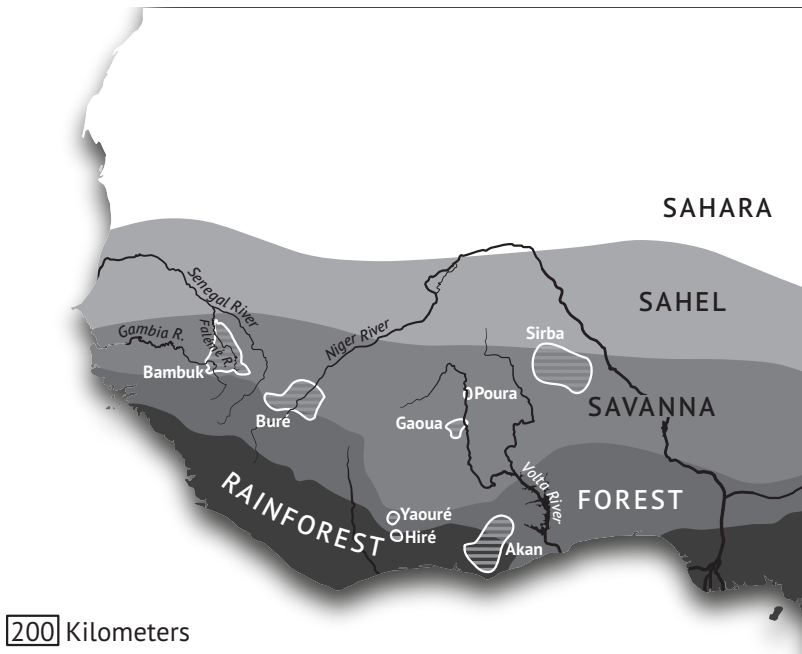 SAHARA
SAHEL
Senegal River
Gambia R.
Falémé R.
Niger River
Sirba
Bambuk
Buré
Poura
SAVANNA
Gaoua
Volta River
FOREST
RAINFOREST
Yaouré
Hiré
Akan
200 Kilometers